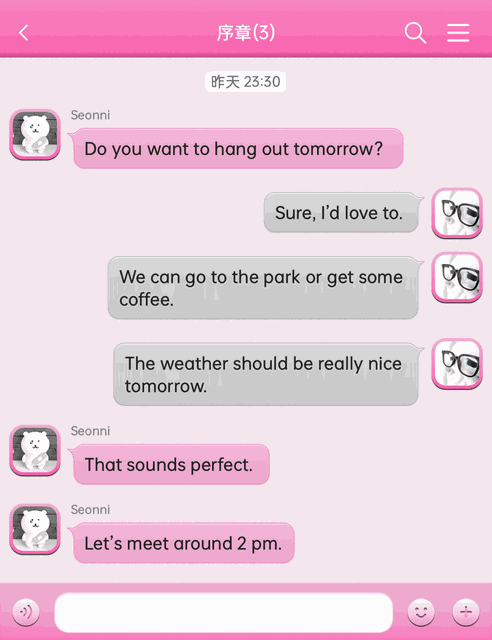 序章(3)
昨天 23:30
Seonni
Do you want to hang out tomorrow?
Sure, I’d love to.
We can go to the park or get some
coffee.
The weather should be really nice
tomorrow.
Seonni
That sounds perfect.
Seonni
Let’s meet around 2 pm.